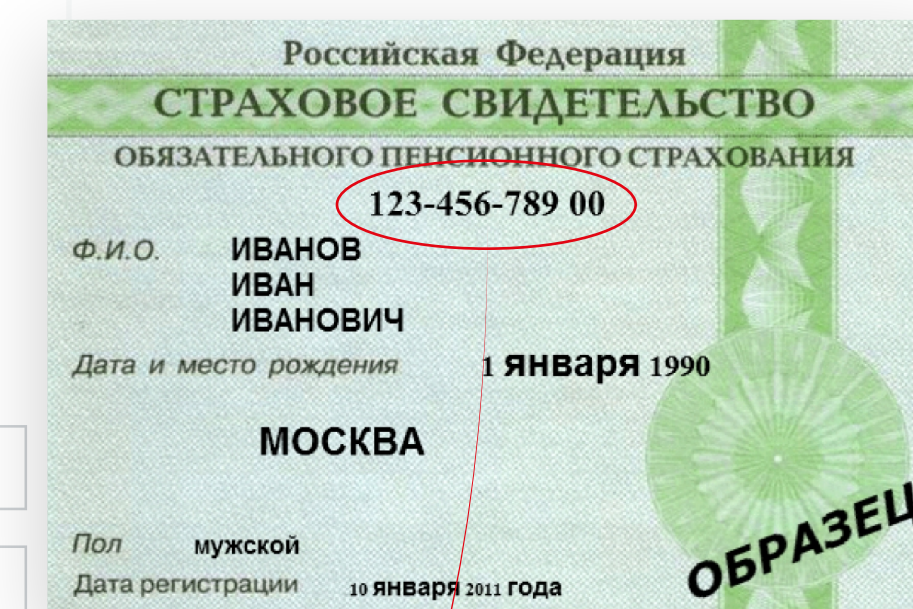 Российская Федерация
СТРАХОВОЕ СВИДЕТЕЛЬСТВО
ОБЯЗАТЕЛЬНОГО ПЕНСИОННОГО СТРАХОВАНИЯ
123-456-789 00
Ф.И.О. ИВАНОВ
ИВАН
ИВАНОВИЧ
Дата и место рождения 1 января 1990
МОСКВА
ОБРАЗЕЦ
Пол мужской
Дата регистрации 10 января 2011 года